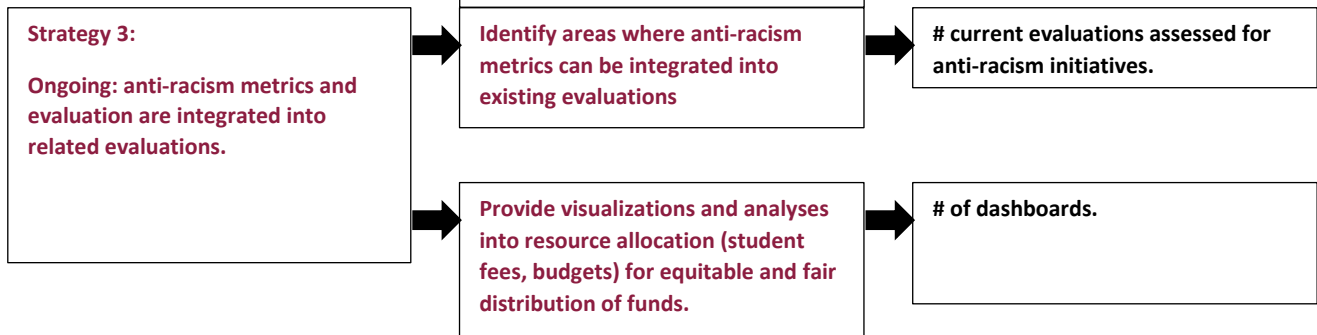 Strategy 3:
Ongoing: anti-racism metrics and
evaluation are integrated into
related evaluations.
Identify areas where anti-racism
metrics can be integrated into
existing evaluations
# current evaluations assessed for
anti-racism initiatives.
Provide visualizations and analyses
into resource allocation (student
fees, budgets) for equitable and fair
distribution of funds.
# of dashboards.